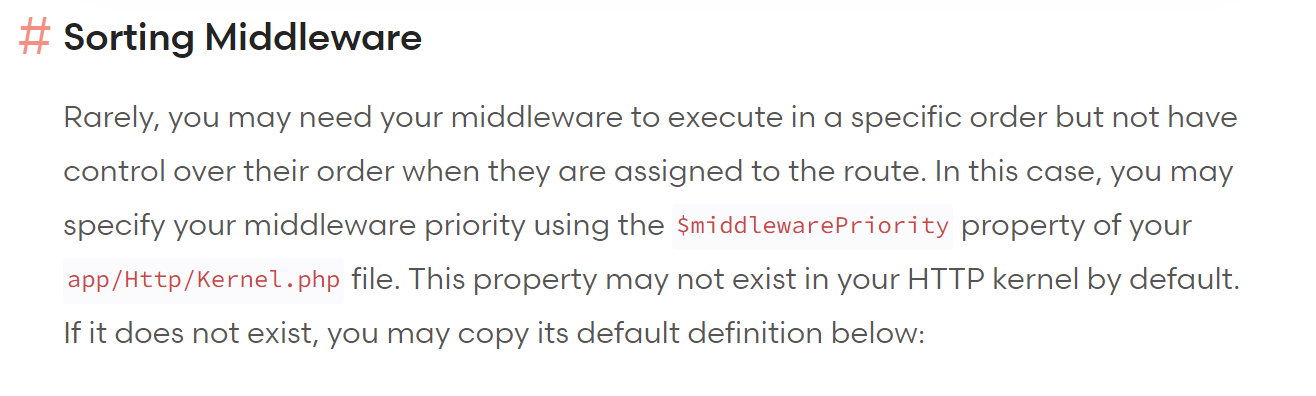 # Sorting Middleware
Rarely, you may need your middleware to execute in a specific order but not have
control over their order when they are assigned to the route. In this case, you may
specify your middleware priority using the $middlewarePriority property of your
app/Http/Kernel.php file. This property may not exist in your HTTP kernel by default.
If it does not exist, you may copy its default definition below: